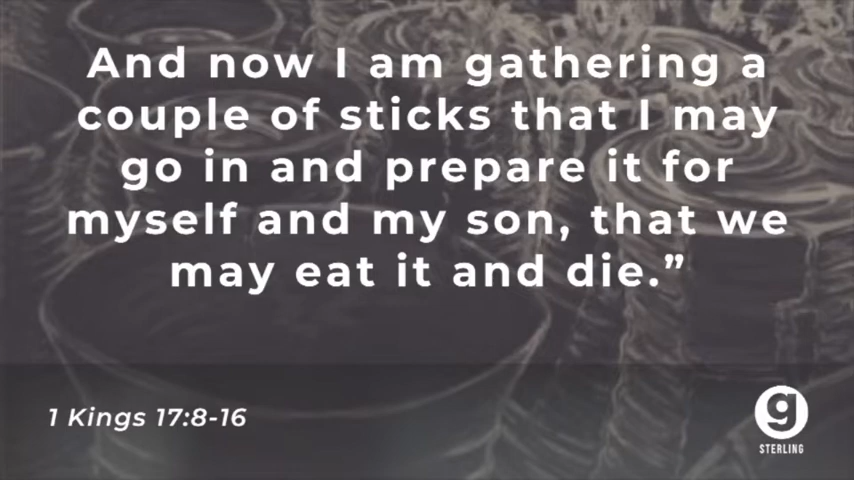 And now I am gathering a
couple of sticks that I may
go in and prepare it for
myself and my son, that we
may eat it and die.”
1 Kings 17:8-16
g
STERLING